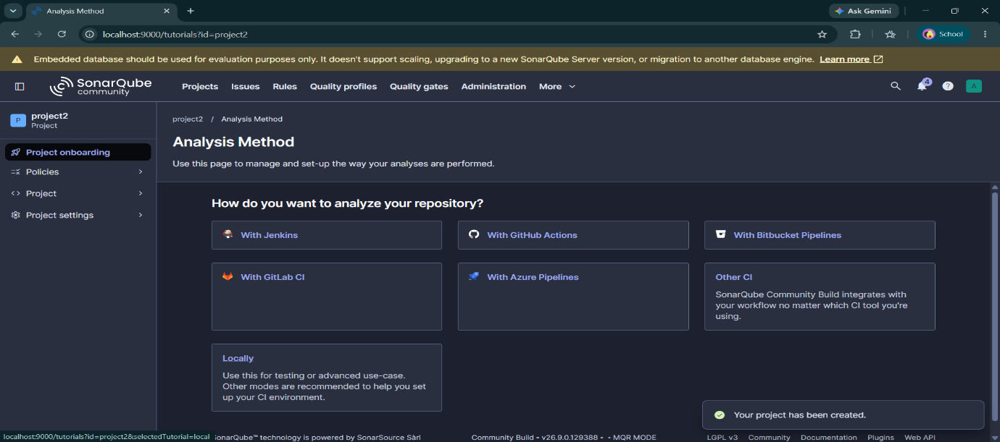 Analysis Method
Ask Gemini
localhost:9000/tutorials?id=project2
School
Embedded database should be used for evaluation purposes only. It doesn't support scaling, upgrading to a new SonarQube Server version, or migration to another database engine. Learn more
SonarQube
community
Projects
Issues
Rules
Quality profiles
Quality gates
Administration
More
4
?
A
P
project2
Project
Project onboarding
Policies
Project
Project settings
project2 / Analysis Method
Analysis Method
Use this page to manage and set-up the way your analyses are performed.
How do you want to analyze your repository?
With Jenkins
With GitHub Actions
With Bitbucket Pipelines
With GitLab CI
With Azure Pipelines
Other CI
SonarQube Community Build integrates with
your workflow no matter which CI tool you're
using.
Locally
Use this for testing or advanced use-case.
Other modes are recommended to help you set
up your CI environment.
Your project has been created.
localhost:9000/tutorials?id=project2&selectedTutorial=local
onarQube™ technology is powered by SonarSource Sàrl
Community Build - v26.9.0.129388 - - MQR MODE
LGPL v3
Community
Documentation
Plugins
Web API